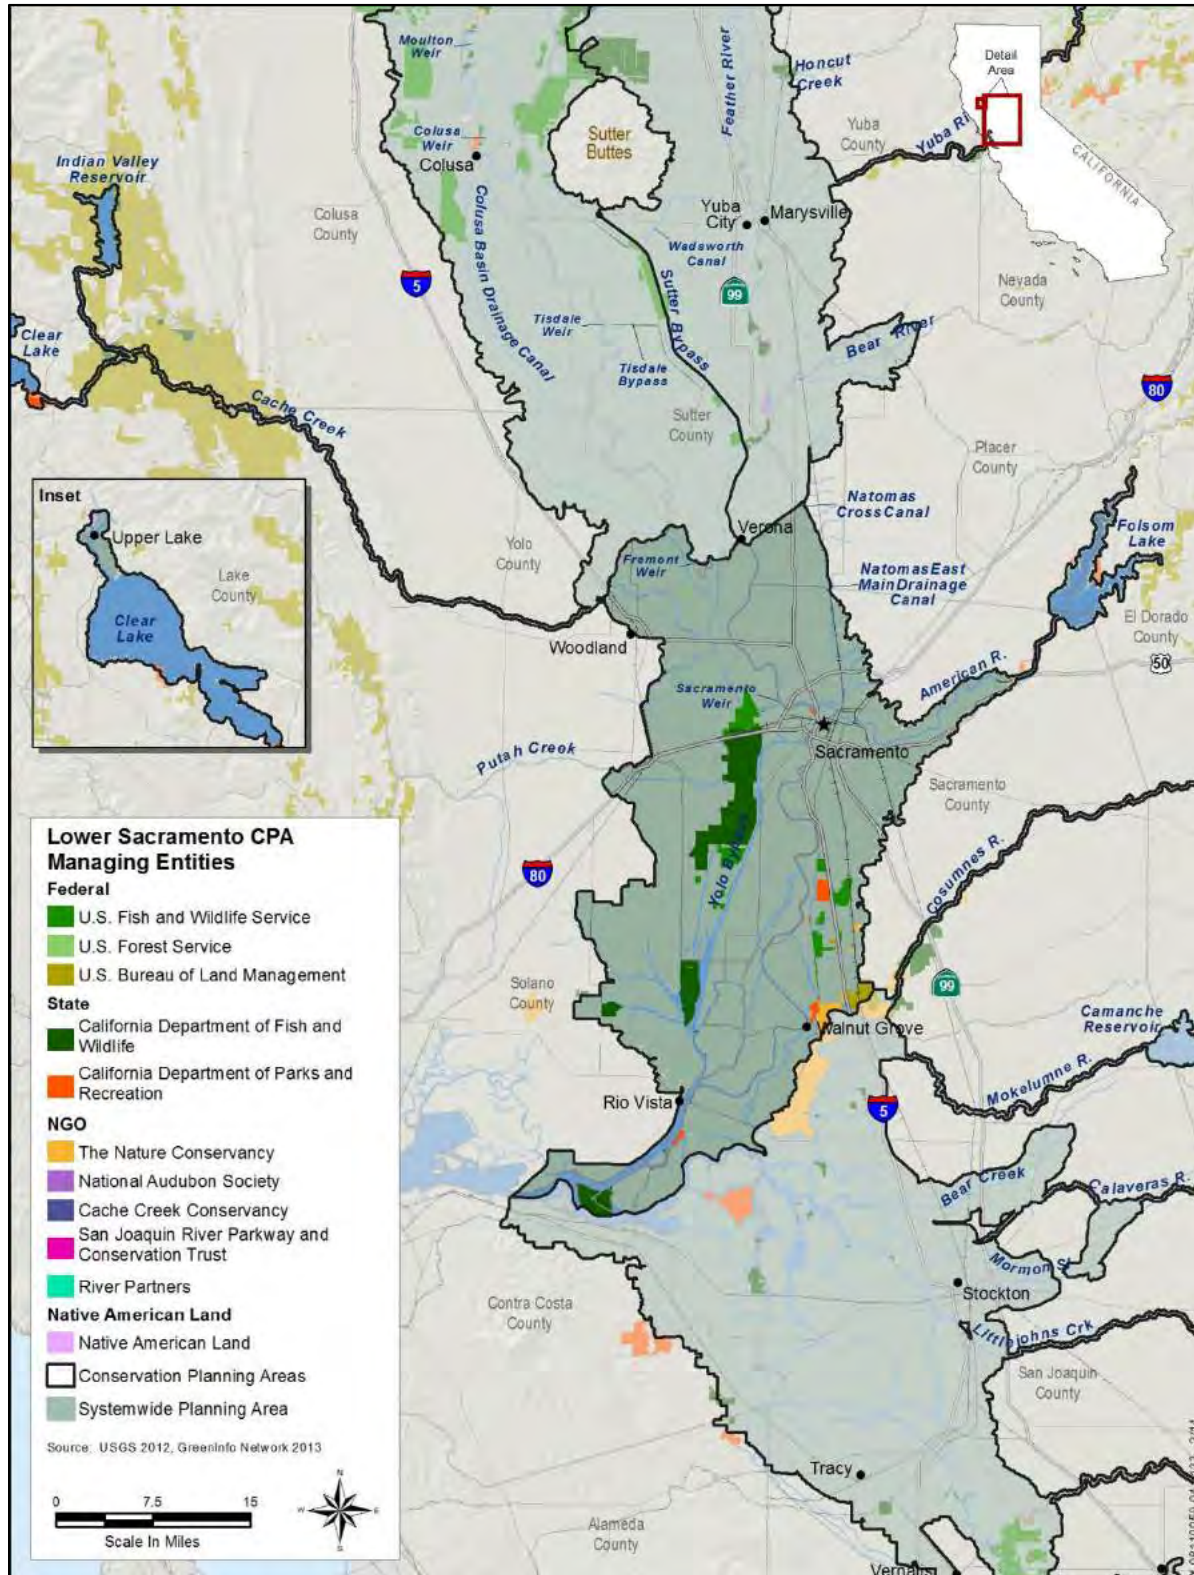 Moulton
Weir
Feather River
Honcut
Creek
Detail
Area
Yuba
County
CALIFORNIA
Colusa
Weir
Colusa
Sutter
Buttes
Indian Valley
Reservoir
Colusa
County
Colusa Basin Drainage Canal
Yuba
City
Marysville
Wadsworth
Canal
5
99
Nevada
County
Sutter Bypass
Tisdale
Weir
Tisdale
Bypass
Bear River
Clear
Lake
Cache Creek
Sutter
County
80
Placer
County
Inset
Upper Lake
Lake
County
Clear
Lake
Yolo
County
Fremont
Weir
Verona
Natomas
Cross Canal
Natomas East
Main Drainage
Canal
Folsom
Lake
El Dorado
County
50
Woodland
American R.
Sacramento
Weir
Sacramento
Putah Creek
Sacramento
County
80
Yolo Bypass
Cosumnes R.
Solano
County
99
Walnut Grove
Camanche
Reservoir
Mokelumne R.
Rio Vista
5
Bear Creek
Calaveras R.
Mormon Sl.
Stockton
Littlejohns Crk
Contra Costa
County
San Joaquin
County
Tracy
Alameda
County
Vernalis
Lower Sacramento CPA
Managing Entities
Federal
U.S. Fish and Wildlife Service
U.S. Forest Service
U.S. Bureau of Land Management
State
California Department of Fish and
Wildlife
California Department of Parks and
Recreation
NGO
The Nature Conservancy
National Audubon Society
Cache Creek Conservancy
San Joaquin River Parkway and
Conservation Trust
River Partners
Native American Land
Native American Land
Conservation Planning Areas
Systemwide Planning Area
Source: USGS 2012, GreenInfo Network 2013
0 7.5 15
Scale In Miles
N
W E
S